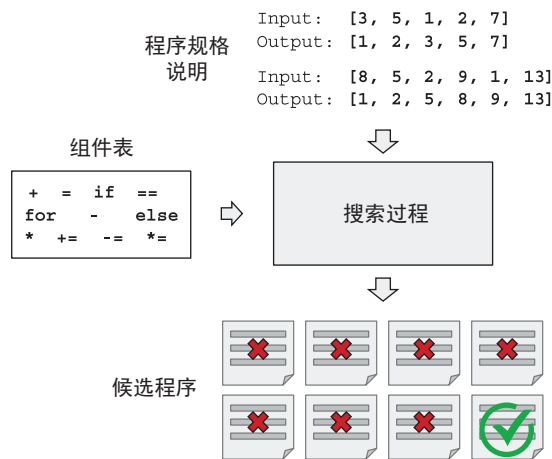 Input: [3, 5, 1, 2, 7]
Output: [1, 2, 3, 5, 7]
程序规格
说明
Input: [8, 5, 2, 9, 1, 13]
Output: [1, 2, 5, 8, 9, 13]
组件表
+ = if ==
for - else
* += -= *=
搜索过程
候选程序